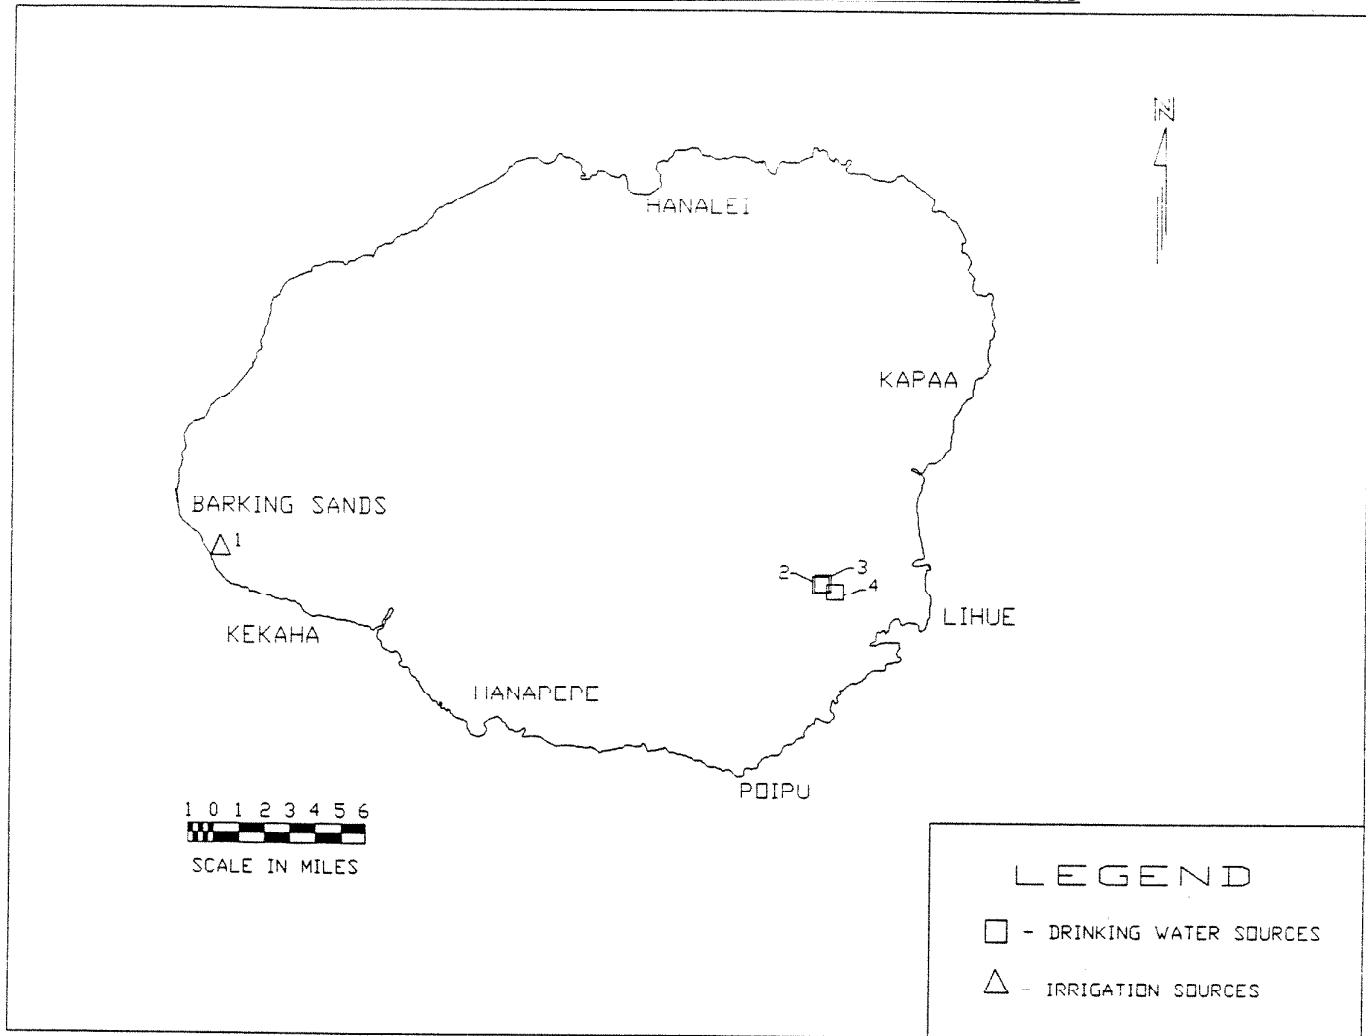 N
HANALEI
KAPAA
BARKING SANDS
1
2
3
4
LIHUE
KEKAHA
HANAPEPE
POIPU
1 0 1 2 3 4 5 6
SCALE IN MILES
LEGEND
- DRINKING WATER SOURCES
- IRRIGATION SOURCES